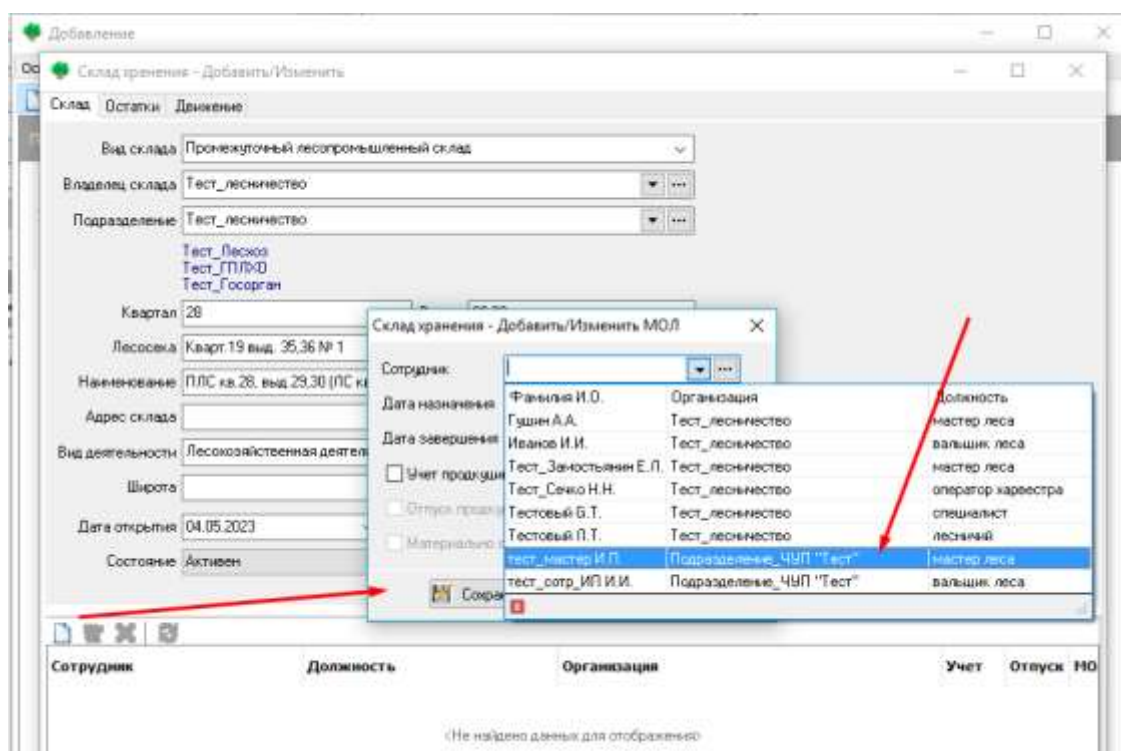 Добавление
Склад хранения - Добавить/Изменить
Склад Остатки Движение
Вид склада Промежуточный лесопромышленный склад
Владелец склада Тест_лесничество
Подразделение Тест_лесничество
Тест_Лесхоз
Тест_ГПЛХО
Тест_Госорган
Квартал 28
Лесосека Кварт.19 выд. 35,36 № 1
Наименование ПЛС кв.28, выд 29,30 (ЛС кв
Адрес склада
Вид деятельности Лесохозяйственная деятел
Широта
Дата открытия 04.05.2023
Состояние Активен
Склад хранения - Добавить/Изменить МОЛ
Сотрудник
Дата назначения
Дата завершения
Учет продукции
Отпуск
Материально
Сохра
Фамилия И.О. Организация Должность
Гушин А.А. Тест_лесничество мастер леса
Иванов И.И. Тест_лесничество вальщик леса
Тест_Замостьянин Е.Л. Тест_лесничество мастер леса
Тест_Сечко Н.Н. Тест_лесничество оператор харвестра
Тестовый Б.Т. Тест_лесничество специалист
Тестовый П.Т. Тест_лесничество лесничий
тест_мастер И.П. Подразделение_ЧУП "Тест" мастер леса
тест_сотр_ИП И.И. Подразделение_ЧУП "Тест" вальщик леса
Сотрудник Должность Организация Учет Отпуск МО
<Не найдено данных для отображения>